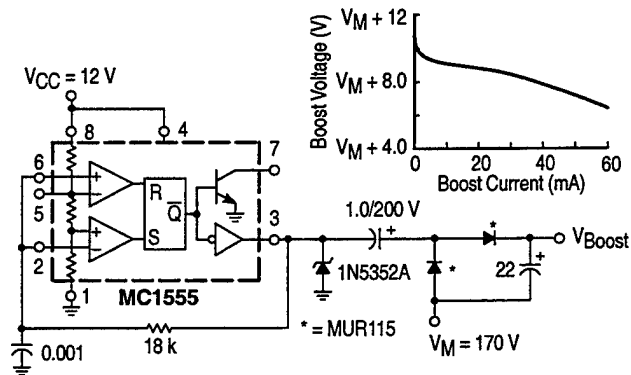 V_CC = 12 V
8
4
6
5
2
7
3
1
R
S
Q̅
+
−
+
−
MC1555
18 k
0.001
1.0/200 V
+
1N5352A
*
*
* = MUR115
22
+
V_Boost
V_M = 170 V
Boost Voltage (V)
V_M + 12
V_M + 8.0
V_M + 4.0
0
20
40
60
Boost Current (mA)